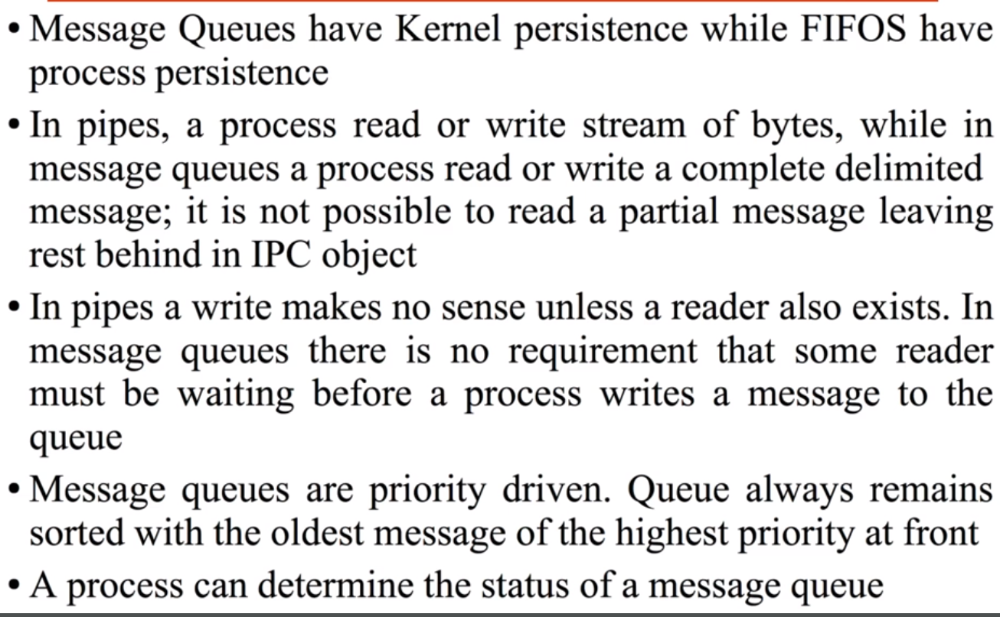 • Message Queues have Kernel persistence while FIFOS have
process persistence
• In pipes, a process read or write stream of bytes, while in
message queues a process read or write a complete delimited
message; it is not possible to read a partial message leaving
rest behind in IPC object
• In pipes a write makes no sense unless a reader also exists. In
message queues there is no requirement that some reader
must be waiting before a process writes a message to the
queue
• Message queues are priority driven. Queue always remains
sorted with the oldest message of the highest priority at front
• A process can determine the status of a message queue